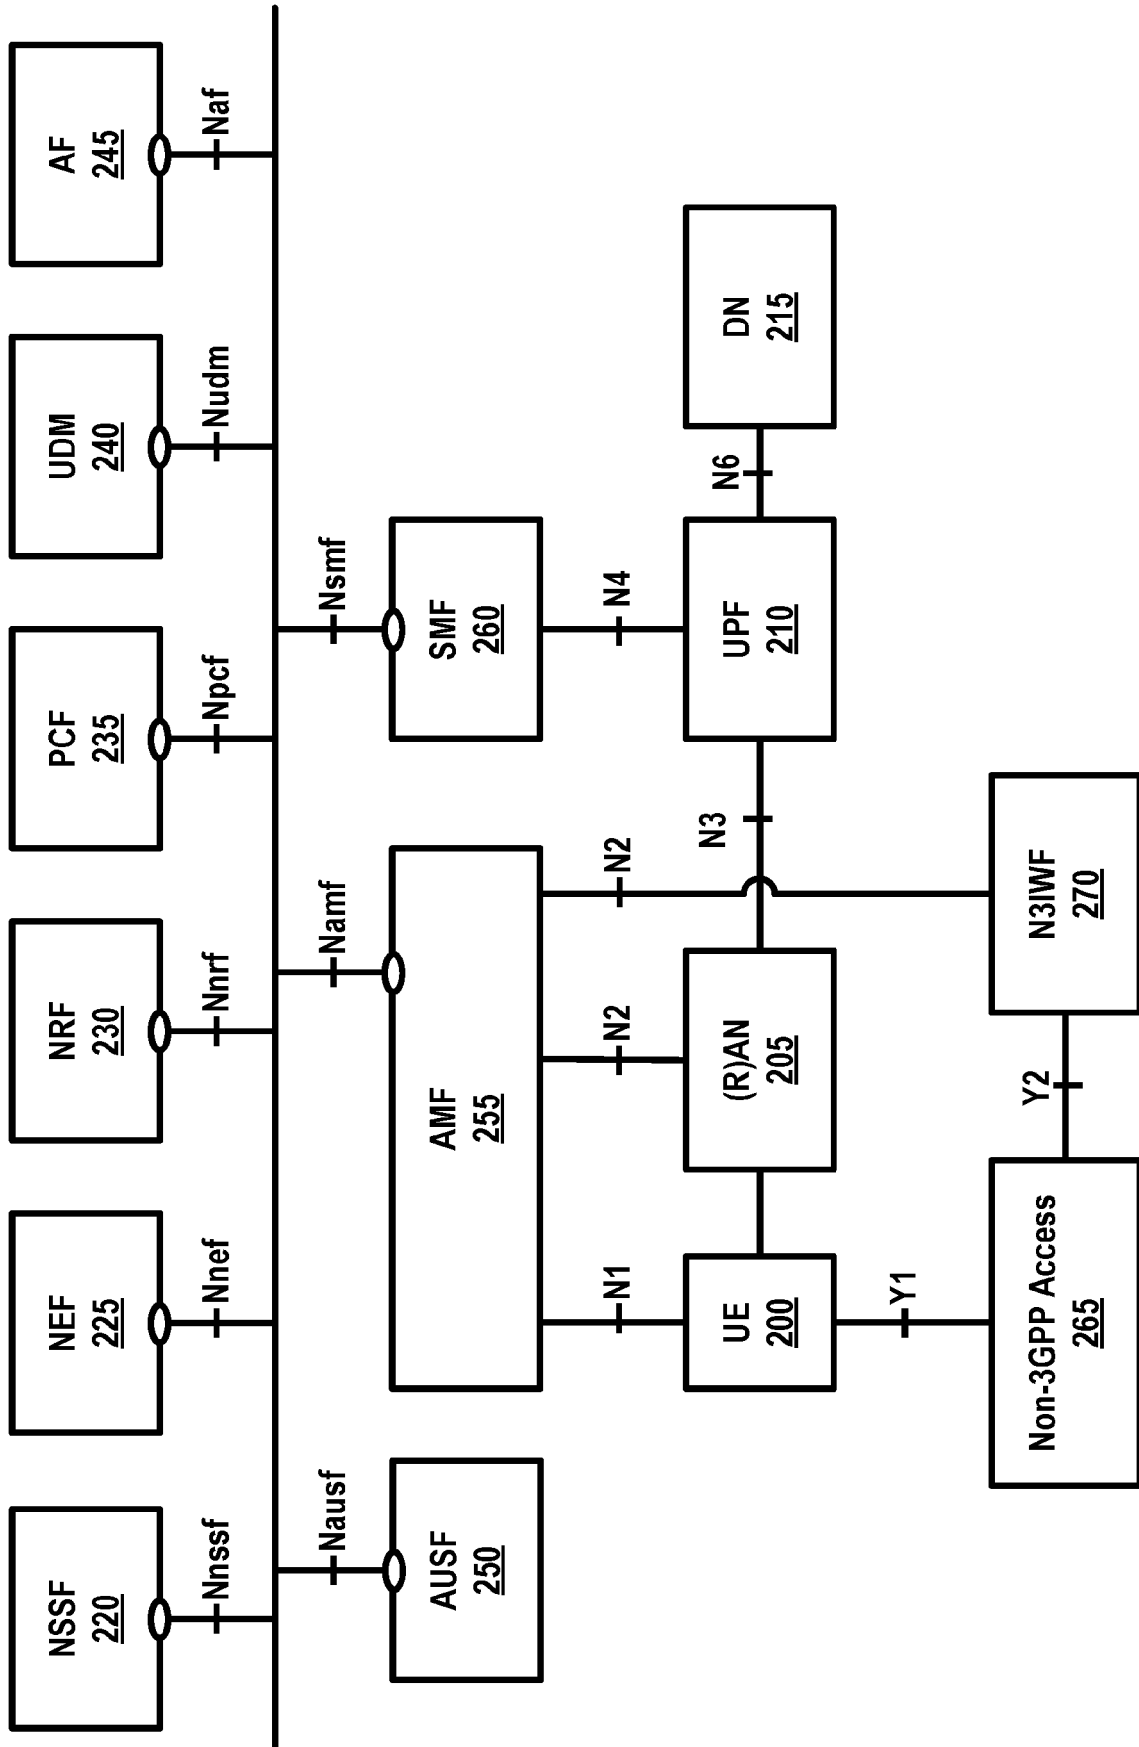 NSSF
220
NEF
225
NRF
230
PCF
235
UDM
240
AF
245
Nnssf
Nnef
Nnrf
Npcf
Nudm
Naf
Nausf
Namf
Nsmf
AUSF
250
AMF
255
SMF
260
N1
N2
N2
N4
UE
200
(R)AN
205
N3
UPF
210
N6
DN
215
Y1
Non-3GPP Access
265
Y2
N3IWF
270